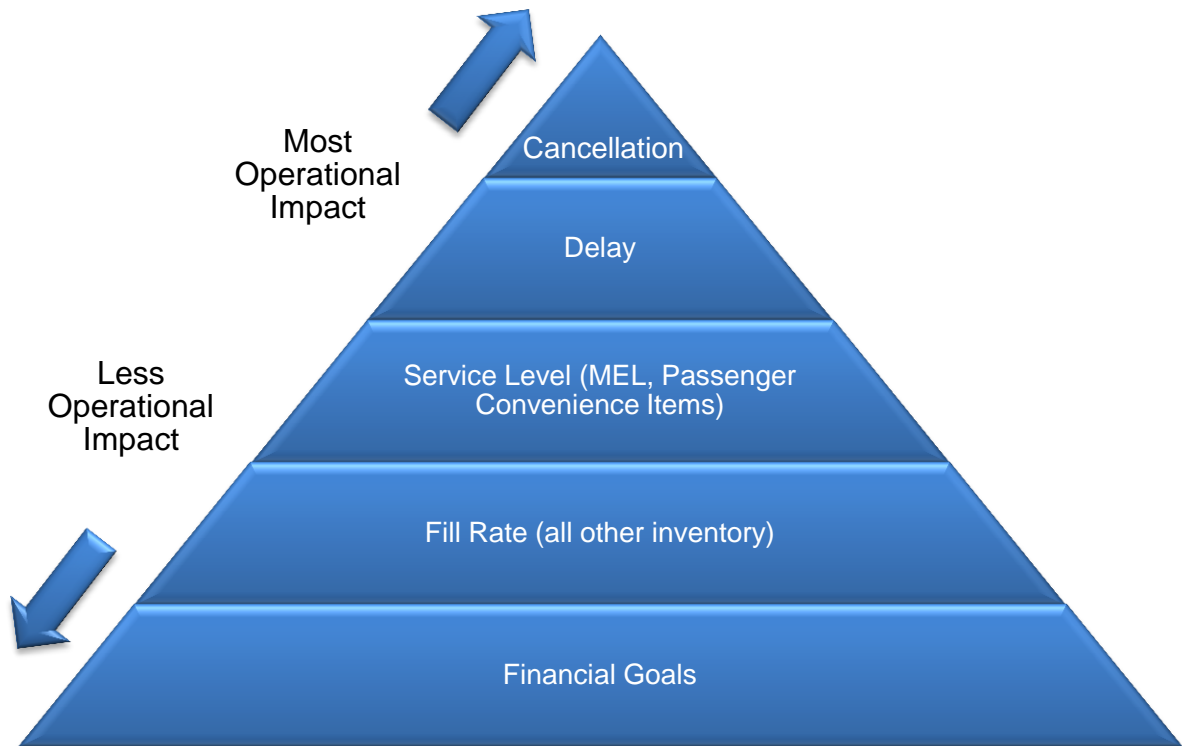 Most
Operational
Impact
Cancellation
Delay
Less
Operational
Impact
Service Level (MEL, Passenger
Convenience Items)
Fill Rate (all other inventory)
Financial Goals